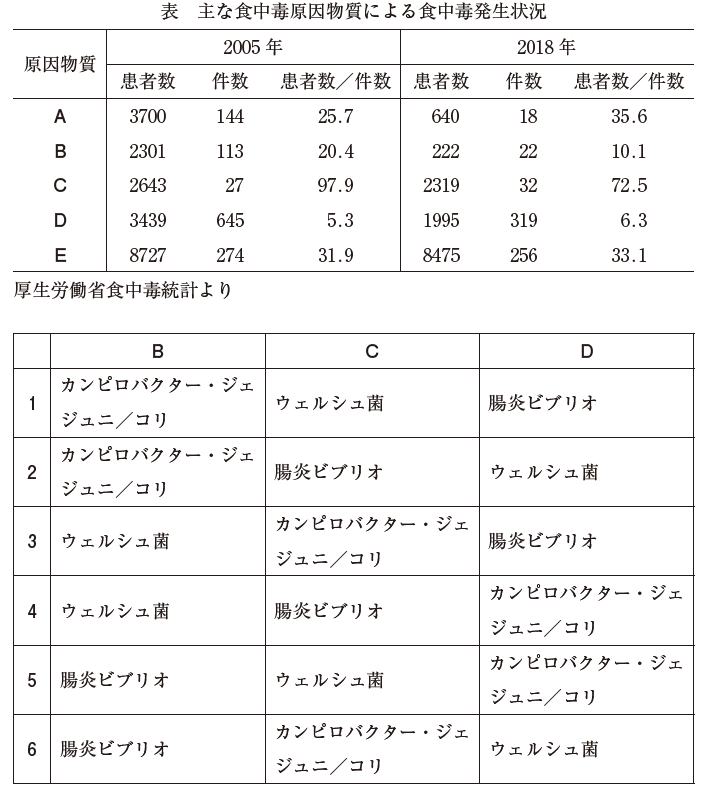 表 主な食中毒原因物質による食中毒発生状況
原因物質 2005 年 2018 年
患者数 件数 患者数／件数 患者数 件数 患者数／件数
A 3700 144 25.7 640 18 35.6
B 2301 113 20.4 222 22 10.1
C 2643 27 97.9 2319 32 72.5
D 3439 645 5.3 1995 319 6.3
E 8727 274 31.9 8475 256 33.1
厚生労働省食中毒統計より
B C D
1 カンピロバクター・ジェ ウェルシュ菌 腸炎ビブリオ
ジュニ／コリ
2 カンピロバクター・ジェ 腸炎ビブリオ ウェルシュ菌
ジュニ／コリ
3 ウェルシュ菌 カンピロバクター・ジェ 腸炎ビブリオ
ジュニ／コリ
4 ウェルシュ菌 腸炎ビブリオ カンピロバクター・ジェ
ジュニ／コリ
5 腸炎ビブリオ ウェルシュ菌 カンピロバクター・ジェ
ジュニ／コリ
6 腸炎ビブリオ カンピロバクター・ジェ ウェルシュ菌
ジュニ／コリ